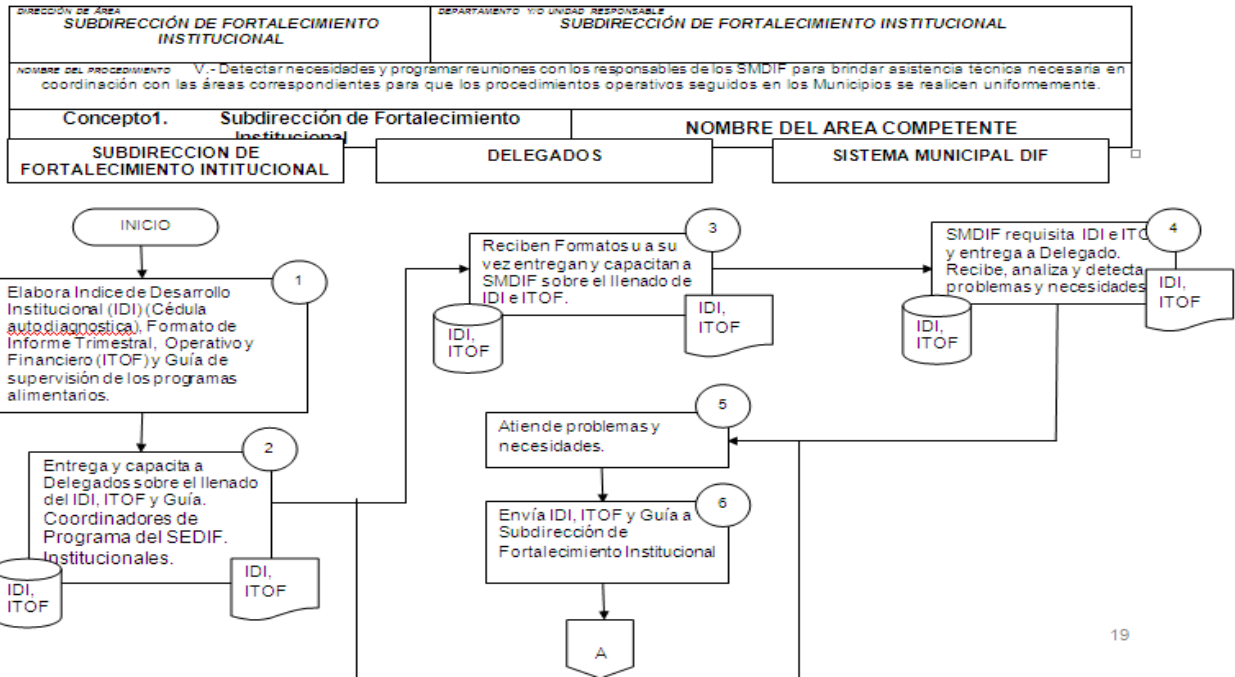 DIRECCIÓN DE ÁREA
SUBDIRECCIÓN DE FORTALECIMIENTO
INSTITUCIONAL
DEPARTAMENTO Y/O UNIDAD RESPONSABLE
SUBDIRECCIÓN DE FORTALECIMIENTO INSTITUCIONAL
NOMBRE DEL PROCEDIMIENTO V.- Detectar necesidades y programar reuniones con los responsables de los SMDIF para brindar asistencia técnica necesaria en
coordinación con las áreas correspondientes para que los procedimientos operativos seguidos en los Municipios se realicen uniformemente.
Concepto1. Subdirección de Fortalecimiento
Institucional
NOMBRE DEL AREA COMPETENTE
SUBDIRECCION DE
FORTALECIMIENTO INTITUCIONAL
DELEGADOS
SISTEMA MUNICIPAL DIF
INICIO
1
Elabora Indice de Desarrollo
Institucional (IDI) (Cédula
autodiagnostica), Formato de
Informe Trimestral, Operativo y
Financiero (ITOF) y Guía de
supervisión de los programas
alimentarios.
2
Entrega y capacita a
Delegados sobre el llenado
del IDI, ITOF y Guía.
Coordinadores de
Programa del SEDIF.
Institucionales.
IDI,
ITOF
IDI,
ITOF
3
Reciben Formatos u a su
vez entregan y capacitan a
SMDIF sobre el llenado de
IDI e ITOF.
IDI,
ITOF
IDI,
ITOF
4
SMDIF requisita IDI e ITO
y entrega a Delegado.
Recibe, analiza y detecta
problemas y necesidades
IDI,
ITOF
IDI,
ITOF
5
Atiende problemas y
necesidades.
6
Envía IDI, ITOF y Guía a
Subdirección de
Fortalecimiento Institucional
A
19